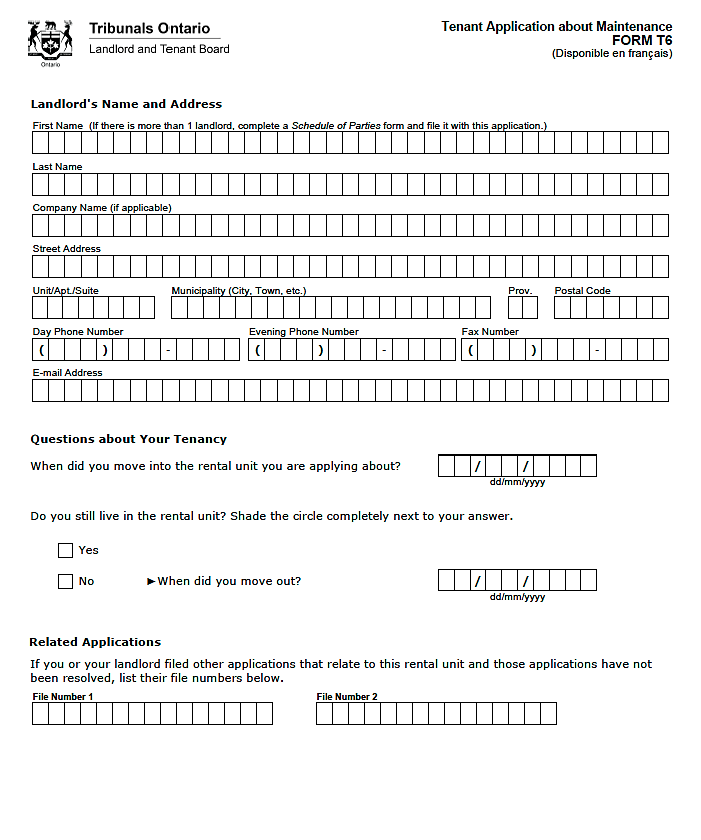 Tribunals Ontario
Landlord and Tenant Board
Ontario
Tenant Application about Maintenance
FORM T6
(Disponible en français)
Landlord's Name and Address
First Name (If there is more than 1 landlord, complete a Schedule of Parties form and file it with this application.)
Last Name
Company Name (if applicable)
Street Address
Unit/Apt./Suite Municipality (City, Town, etc.) Prov. Postal Code
Day Phone Number Evening Phone Number Fax Number
( ) - ( ) - ( ) -
E-mail Address
Questions about Your Tenancy
When did you move into the rental unit you are applying about? / /
dd/mm/yyyy
Do you still live in the rental unit? Shade the circle completely next to your answer.
Yes
No ►When did you move out? / /
dd/mm/yyyy
Related Applications
If you or your landlord filed other applications that relate to this rental unit and those applications have not
been resolved, list their file numbers below.
File Number 1 File Number 2